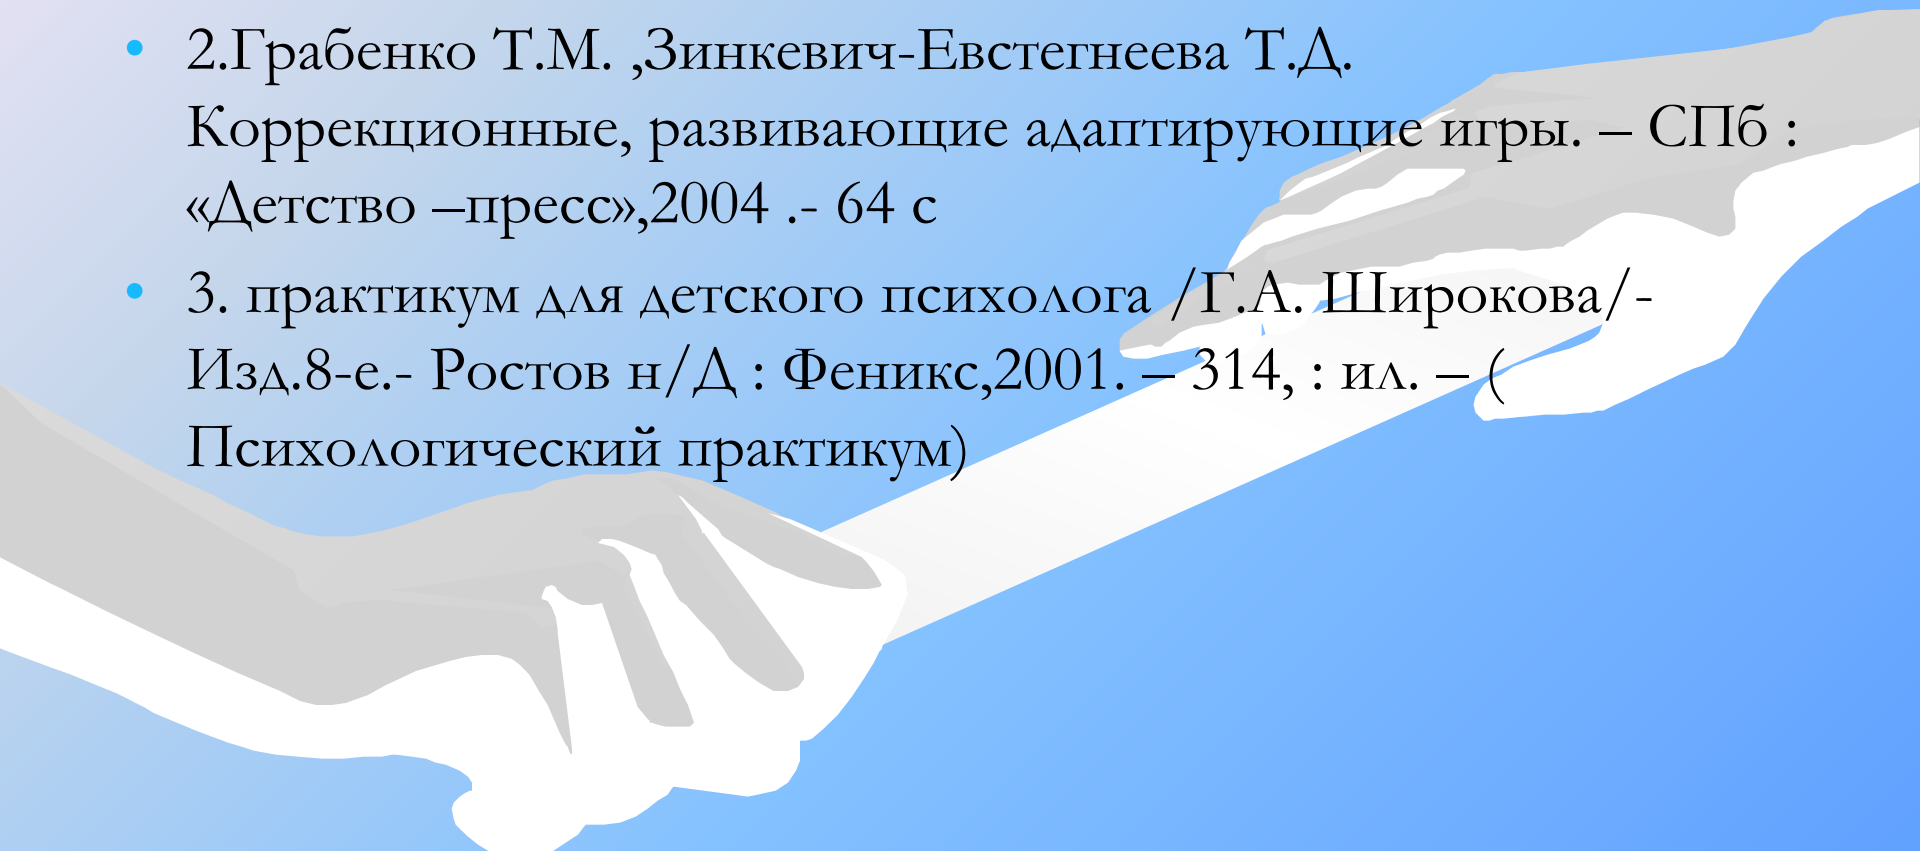 • 2.Грабенко Т.М. ,Зинкевич-Евстегнеева Т.Д.
Коррекционные, развивающие адаптирующие игры. – СПб :
«Детство –пресс»,2004 .- 64 с
• 3. практикум для детского психолога /Г.А. Широкова/-
Изд.8-е.- Ростов н/Д : Феникс,2001. – 314, : ил. – (
Психологический практикум)